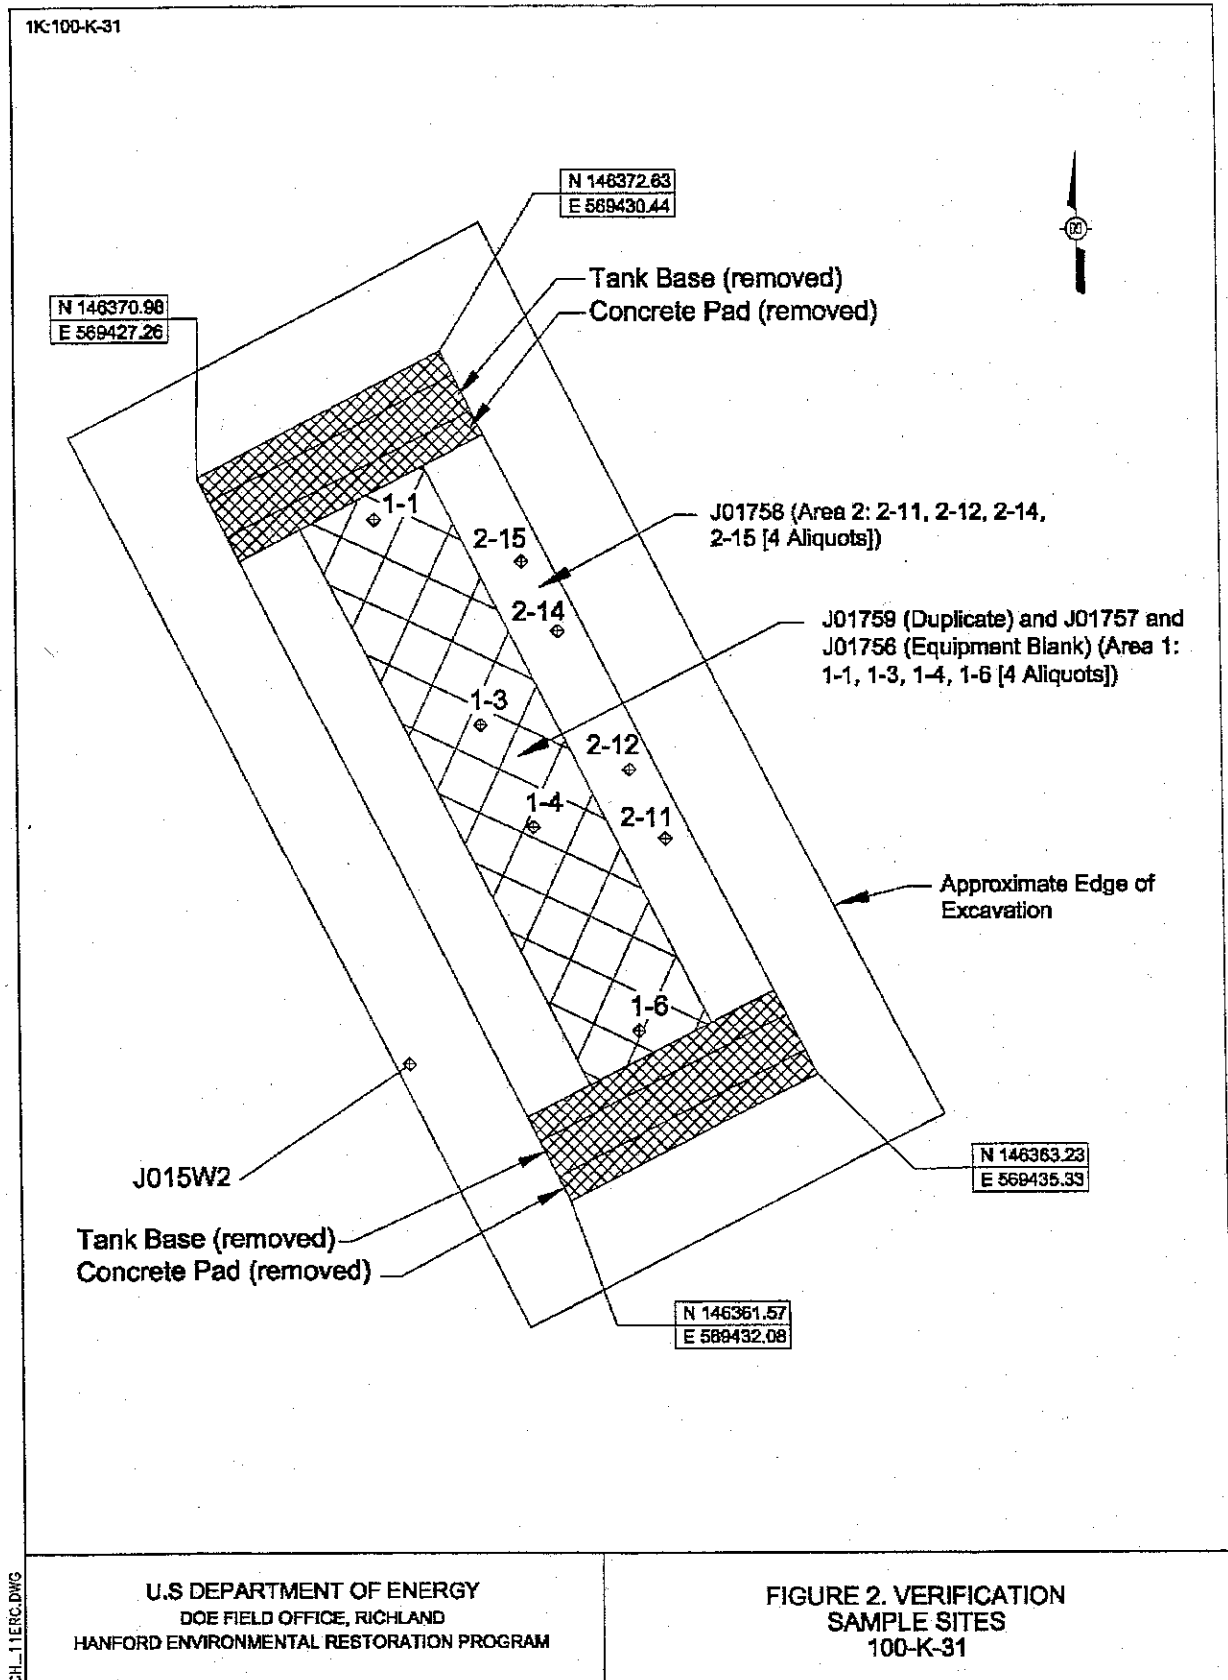 1K:100-K-31
N 146372.63
E 569430.44
Tank Base (removed)
Concrete Pad (removed)
N 146370.98
E 569427.26
1-1
2-15
J01758 (Area 2: 2-11, 2-12, 2-14,
2-15 [4 Aliquots])
2-14
J01759 (Duplicate) and J01757 and
J01756 (Equipment Blank) (Area 1:
1-1, 1-3, 1-4, 1-6 [4 Aliquots])
1-3
2-12
1-4
2-11
Approximate Edge of
Excavation
1-6
J015W2
N 146363.23
E 569435.33
Tank Base (removed)
Concrete Pad (removed)
N 146361.57
E 569432.08
U.S DEPARTMENT OF ENERGY
DOE FIELD OFFICE, RICHLAND
HANFORD ENVIRONMENTAL RESTORATION PROGRAM
FIGURE 2. VERIFICATION
SAMPLE SITES
100-K-31